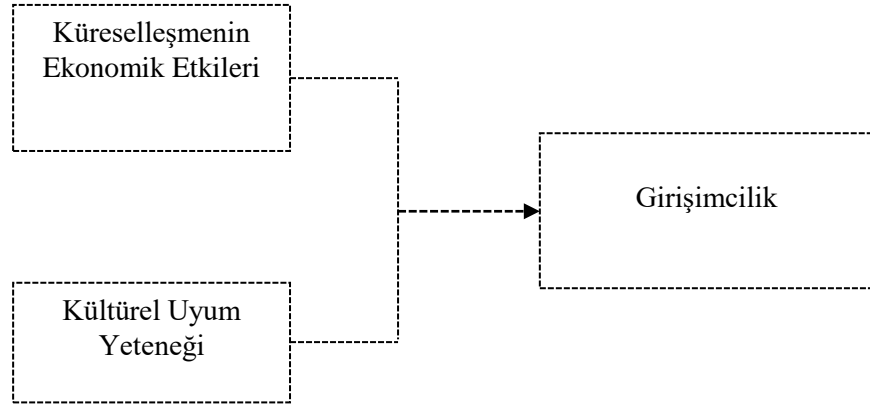 Küreselleşmenin
Ekonomik Etkileri
Girişimcilik
Kültürel Uyum
Yeteneği